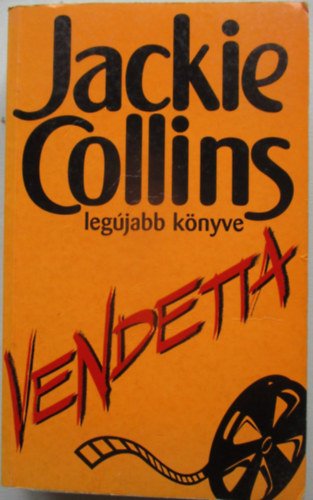 Jackie
Collins
legújabb könyve
VENDETTA